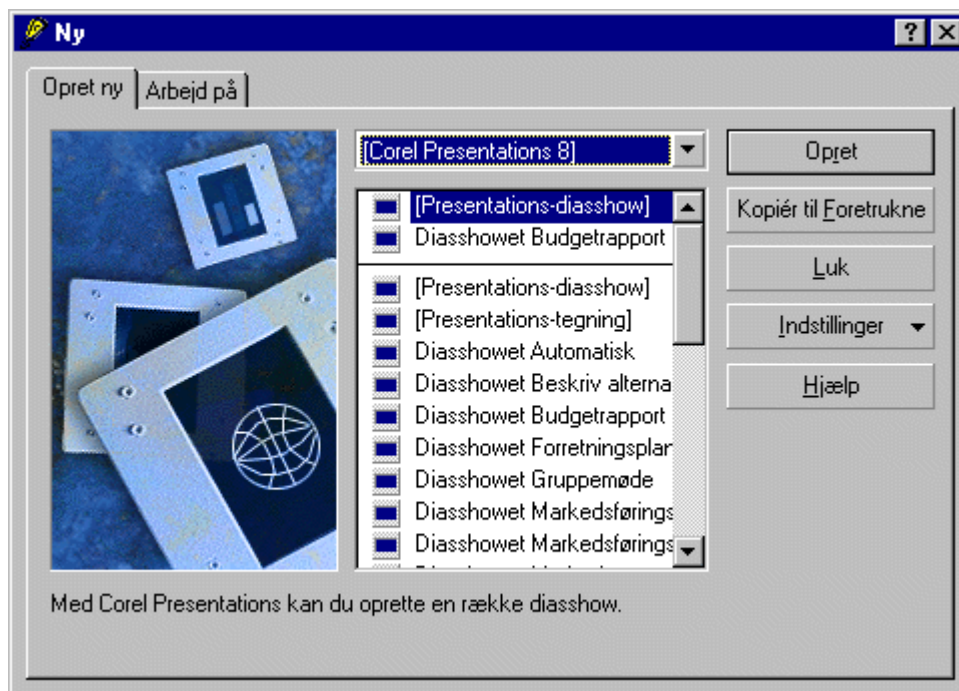 Ny
Opret ny
Arbejd på
[Corel Presentations 8]
[Presentations-diasshow]
Diasshowet Budgetrapport
[Presentations-diasshow]
[Presentations-tegning]
Diasshowet Automatisk
Diasshowet Beskriv alterna
Diasshowet Budgetrapport
Diasshowet Forretningsplan
Diasshowet Gruppemøde
Diasshowet Markedsførings
Diasshowet Markedsførings
Opret
Kopiér til Foretrukne
Luk
Indstillinger
Hjælp
Med Corel Presentations kan du oprette en række diasshow.